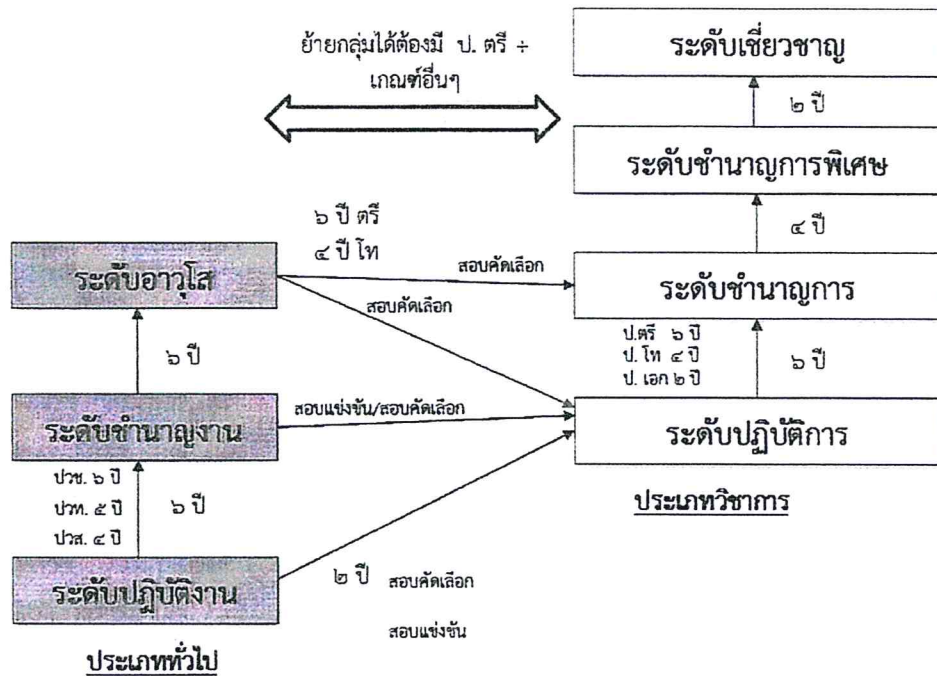 ย้ายกลุ่มได้ต้องมี ป. ตรี +
เกณฑ์อื่นๆ
ระดับเชี่ยวชาญ
๒ ปี
ระดับชำนาญการพิเศษ
๔ ปี
๖ ปี ตรี
๔ ปี โท
ระดับอาวุโส
สอบคัดเลือก
ระดับชำนาญการ
สอบคัดเลือก
ป.ตรี ๖ ปี
ป. โท ๔ ปี
ป. เอก ๒ ปี
๖ ปี
๖ ปี
ระดับชำนาญงาน
สอบแข่งขัน/สอบคัดเลือก
ระดับปฏิบัติการ
ประเภทวิชาการ
ปวช. ๖ ปี
ปวท. ๕ ปี
ปวส. ๔ ปี
๖ ปี
ระดับปฏิบัติงาน
๒ ปี สอบคัดเลือก
สอบแข่งขัน
ประเภททั่วไป